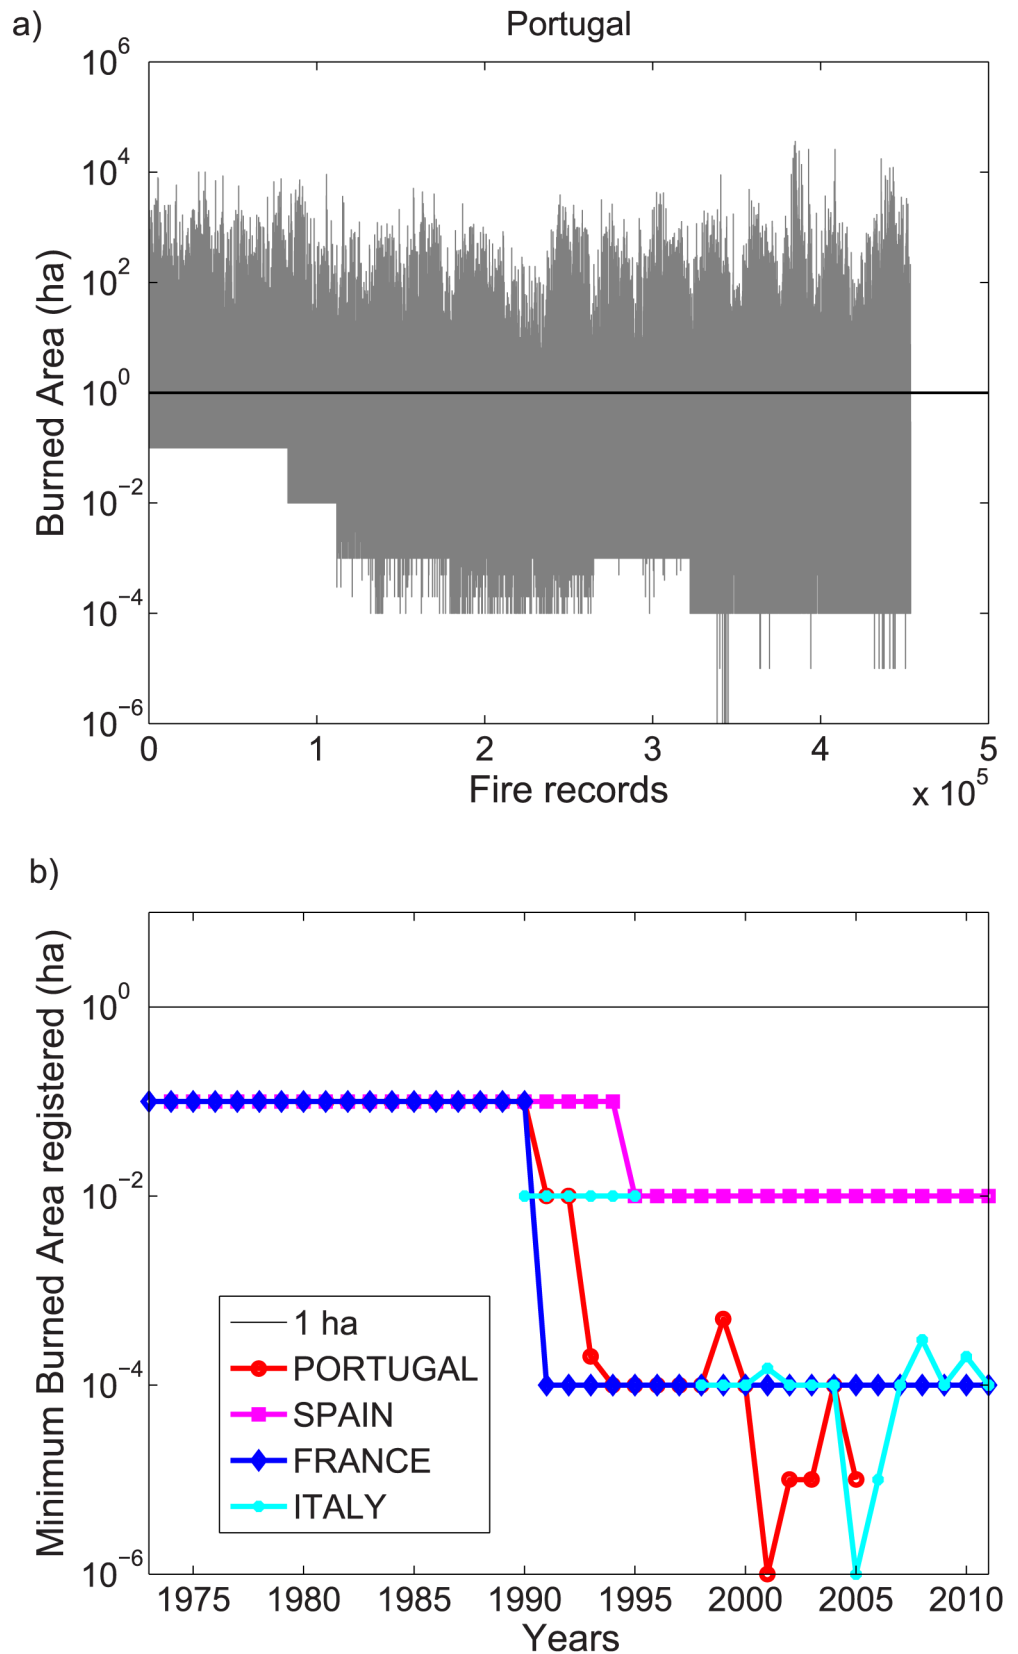 a)
Portugal
10^6
10^4
10^2
10^0
10^−2
10^−4
10^−6
Burned Area (ha)
0 1 2 3 4 5
Fire records
x 10^5
b)
10^0
10^−2
10^−4
10^−6
Minimum Burned Area registered (ha)
1 ha
PORTUGAL
SPAIN
FRANCE
ITALY
1975 1980 1985 1990 1995 2000 2005 2010
Years